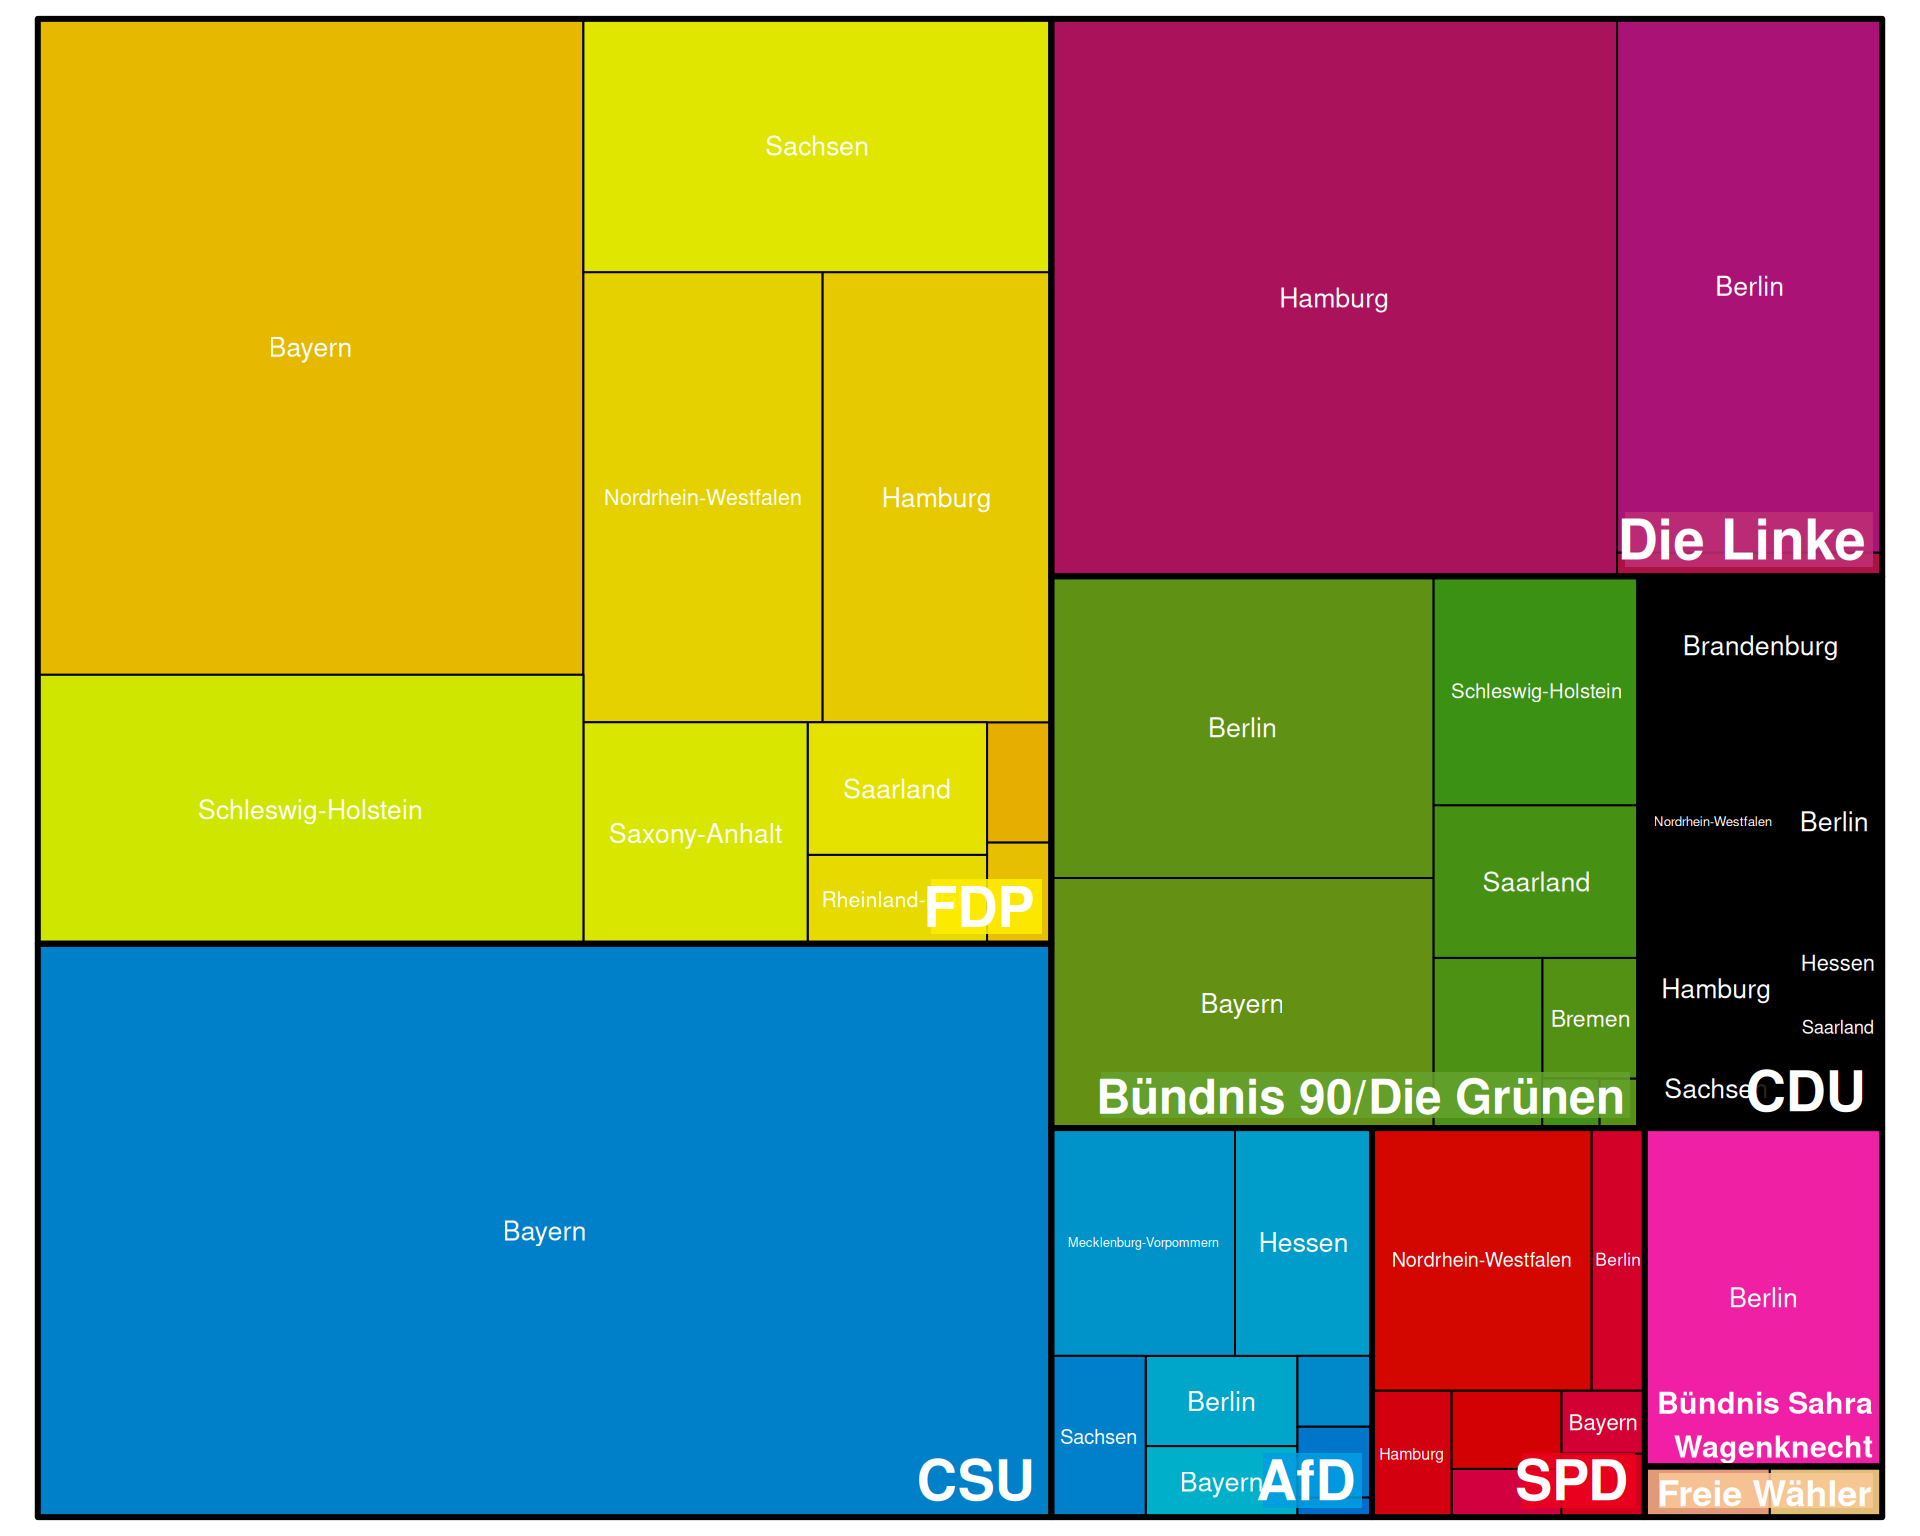 Bayern
Sachsen
Nordrhein-Westfalen
Hamburg
Schleswig-Holstein
Saxony-Anhalt
Saarland
Rheinland-
FDP
Bayern
CSU
Hamburg
Berlin
Die Linke
Berlin
Schleswig-Holstein
Saarland
Bayern
Bremen
Bündnis 90/Die Grünen
Brandenburg
Nordrhein-Westfalen
Berlin
Hamburg
Hessen
Saarland
Sachsen
CDU
Mecklenburg-Vorpommern
Hessen
Sachsen
Berlin
Bayern
AfD
Nordrhein-Westfalen
Berlin
Hamburg
Bayern
SPD
Berlin
Bündnis Sahra
Wagenknecht
Freie Wähler